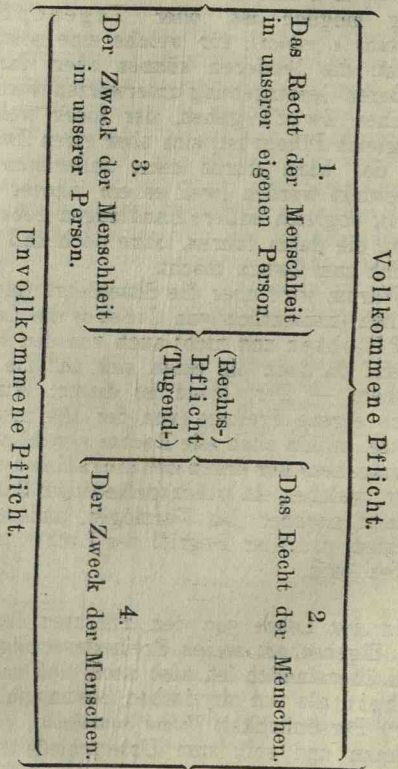 Vollkommene Pflicht.
1.
Das Recht der Menschheit
in unserer eigenen Person.
2.
Das Recht der Menschen.
(Rechts-)
Pflicht
(Tugend-)
3.
Der Zweck der Menschheit
in unserer Person.
4.
Der Zweck der Menschen.
Unvollkommene Pflicht.